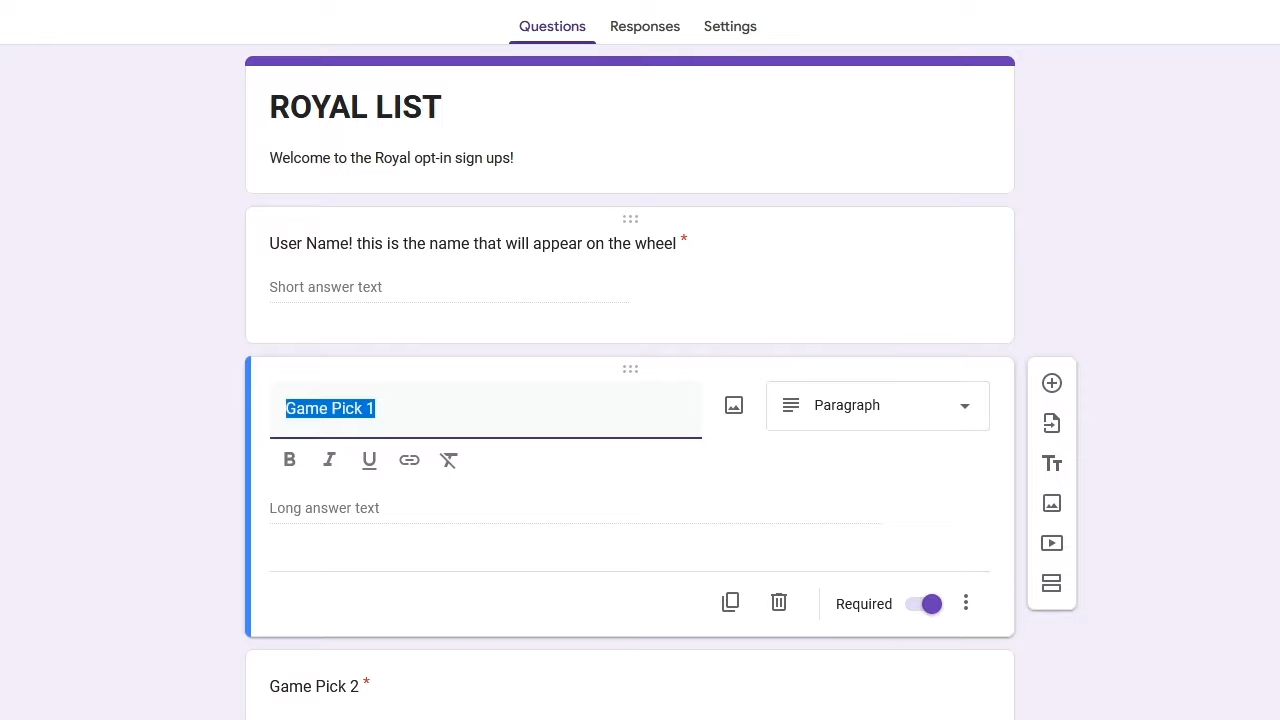 Questions Responses Settings
ROYAL LIST
Welcome to the Royal opt-in sign ups!
User Name! this is the name that will appear on the wheel *
Short answer text
Game Pick 1
Paragraph
B I U
Long answer text
Required
Game Pick 2 *